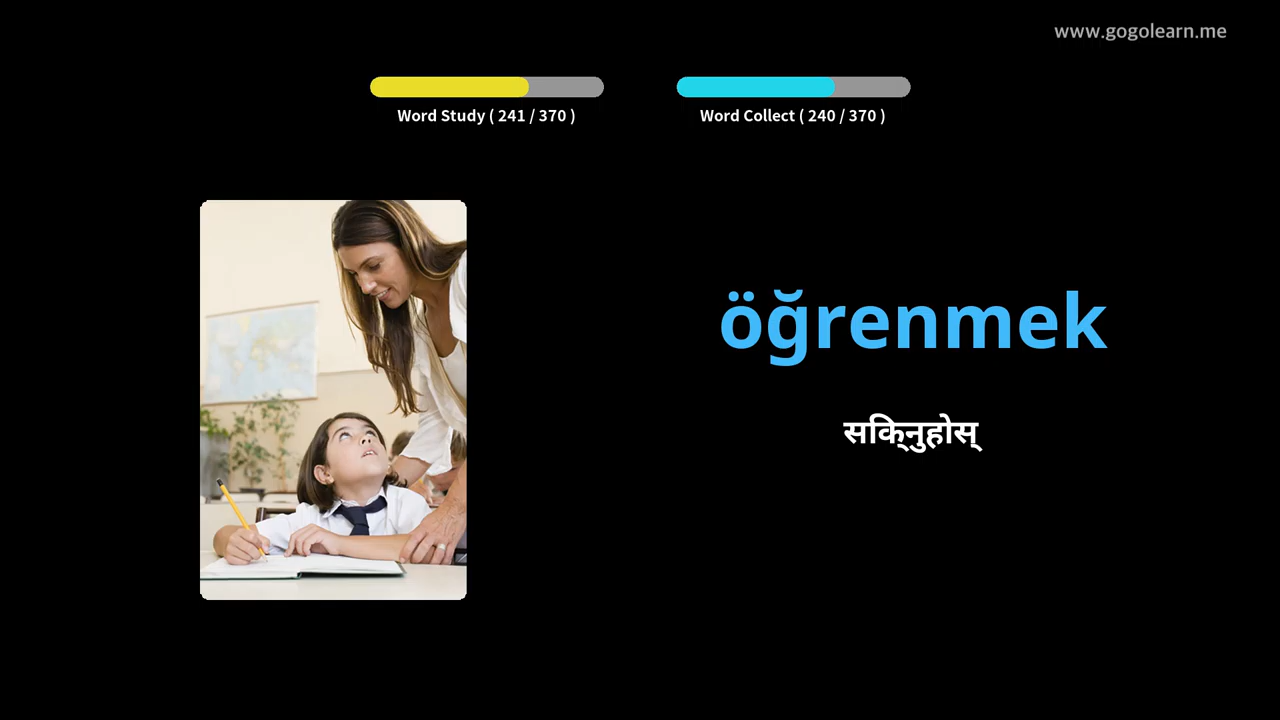 www.gogolearn.me
Word Study ( 241 / 370 )
Word Collect ( 240 / 370 )
öğrenmek
सिक्नुहोस्